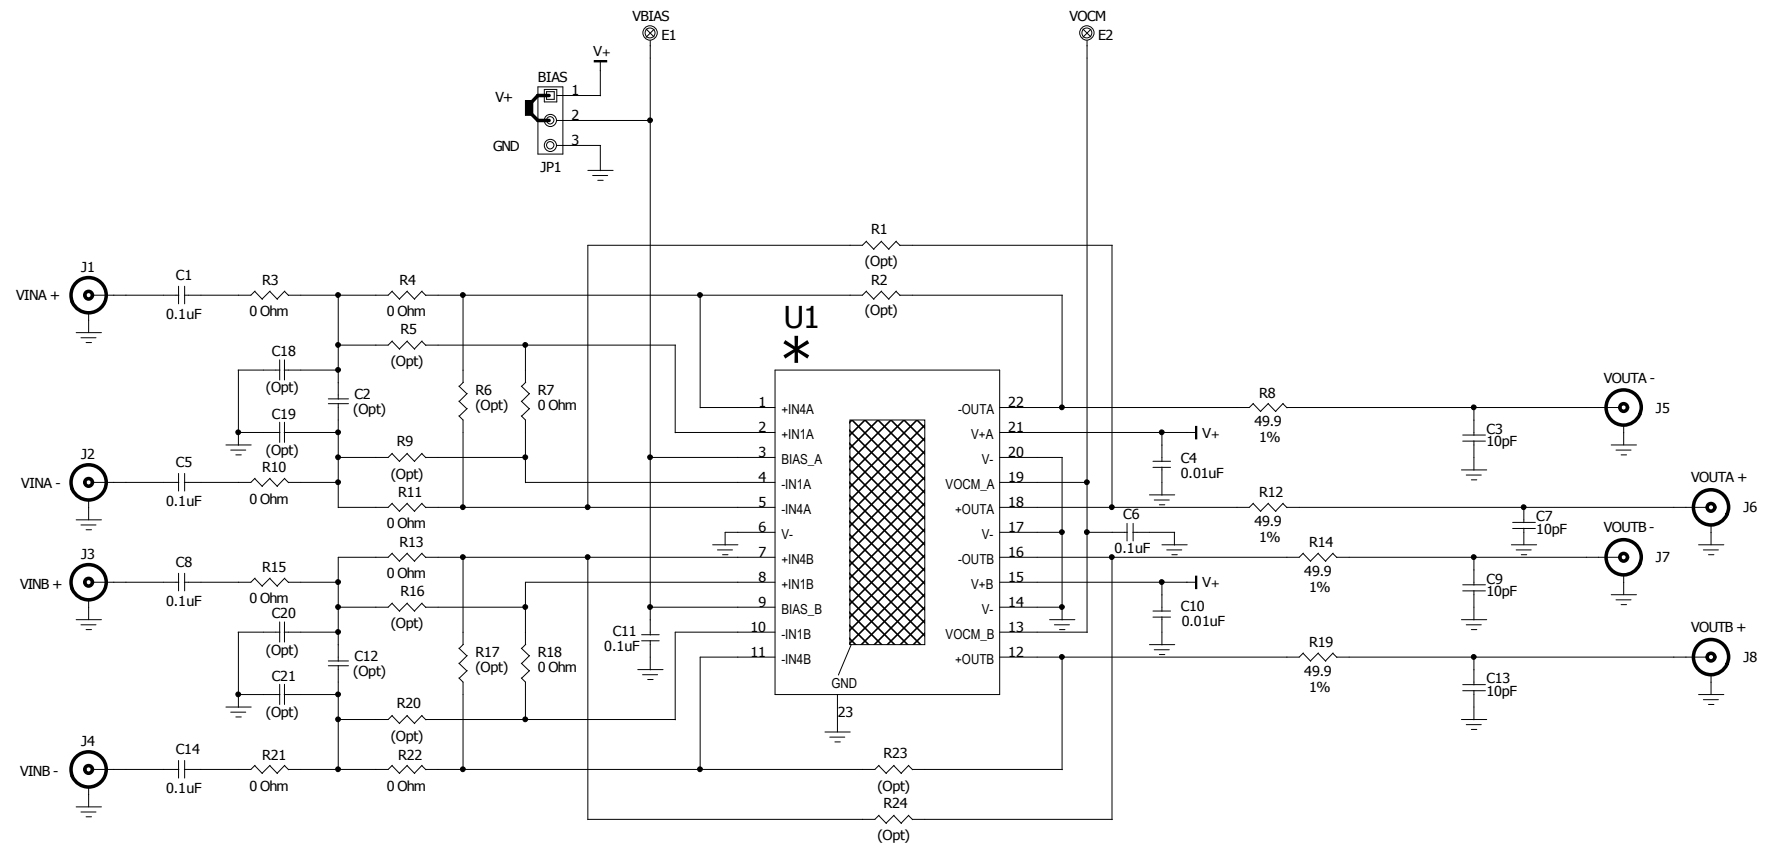 VBIAS
E1
VOCM
E2
V+
BIAS
V+
1
2
GND
3
JP1
R1
(Opt)
R2
(Opt)
J1
VINA +
C1
0.1uF
R3
0 Ohm
R4
0 Ohm
R5
(Opt)
C18
(Opt)
C2
(Opt)
C19
(Opt)
R6
(Opt)
R7
0 Ohm
R9
(Opt)
J2
VINA -
C5
0.1uF
R10
0 Ohm
R11
0 Ohm
J3
VINB +
C8
0.1uF
R15
0 Ohm
R13
0 Ohm
R16
(Opt)
C20
(Opt)
C12
(Opt)
C21
(Opt)
R17
(Opt)
R18
0 Ohm
R20
(Opt)
J4
VINB -
C14
0.1uF
R21
0 Ohm
R22
0 Ohm
C11
0.1uF
U1
*
1 +IN4A
2 +IN1A
3 BIAS_A
4 -IN1A
5 -IN4A
6 V-
7 +IN4B
8 +IN1B
9 BIAS_B
10 -IN1B
11 -IN4B
GND
23
-OUTA 22
V+A 21
V- 20
VOCM_A 19
+OUTA 18
V- 17
-OUTB 16
V+B 15
V- 14
VOCM_B 13
+OUTB 12
R23
(Opt)
R24
(Opt)
V+
C4
0.01uF
C6
0.1uF
V+
C10
0.01uF
R8
49.9
1%
R12
49.9
1%
R14
49.9
1%
R19
49.9
1%
C3
10pF
C7
10pF
C9
10pF
C13
10pF
VOUTA -
J5
VOUTA +
J6
VOUTB -
J7
VOUTB +
J8